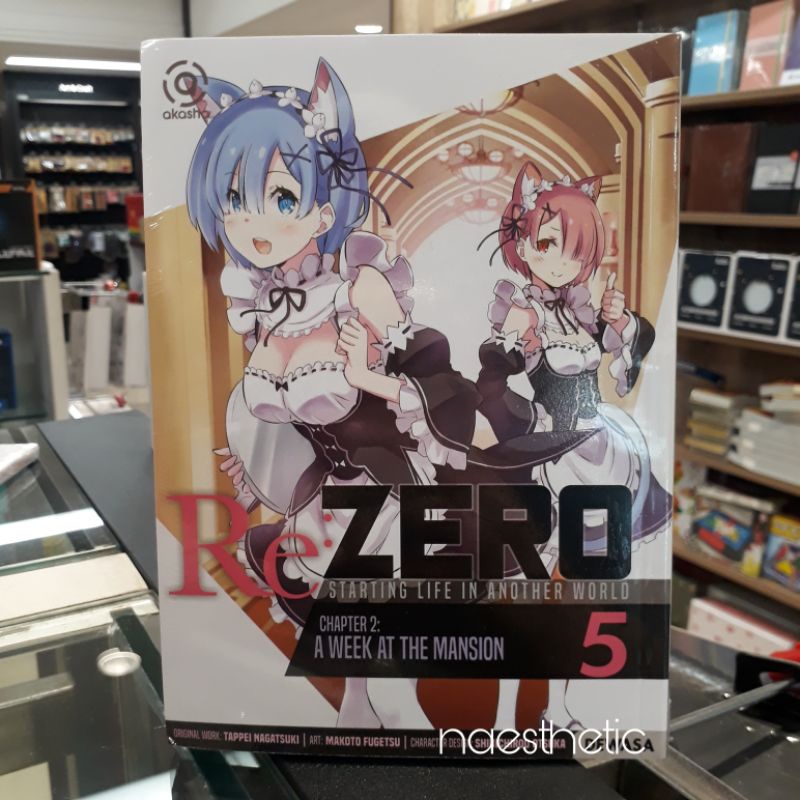 akasha
Re:ZERO
STARTING LIFE IN ANOTHER WORLD
CHAPTER 2:
A WEEK AT THE MANSION
5
ORIGINAL WORK: TAPPEI NAGATSUKI | ART: MAKOTO FUGETSU | CHARACTER
naesthetic